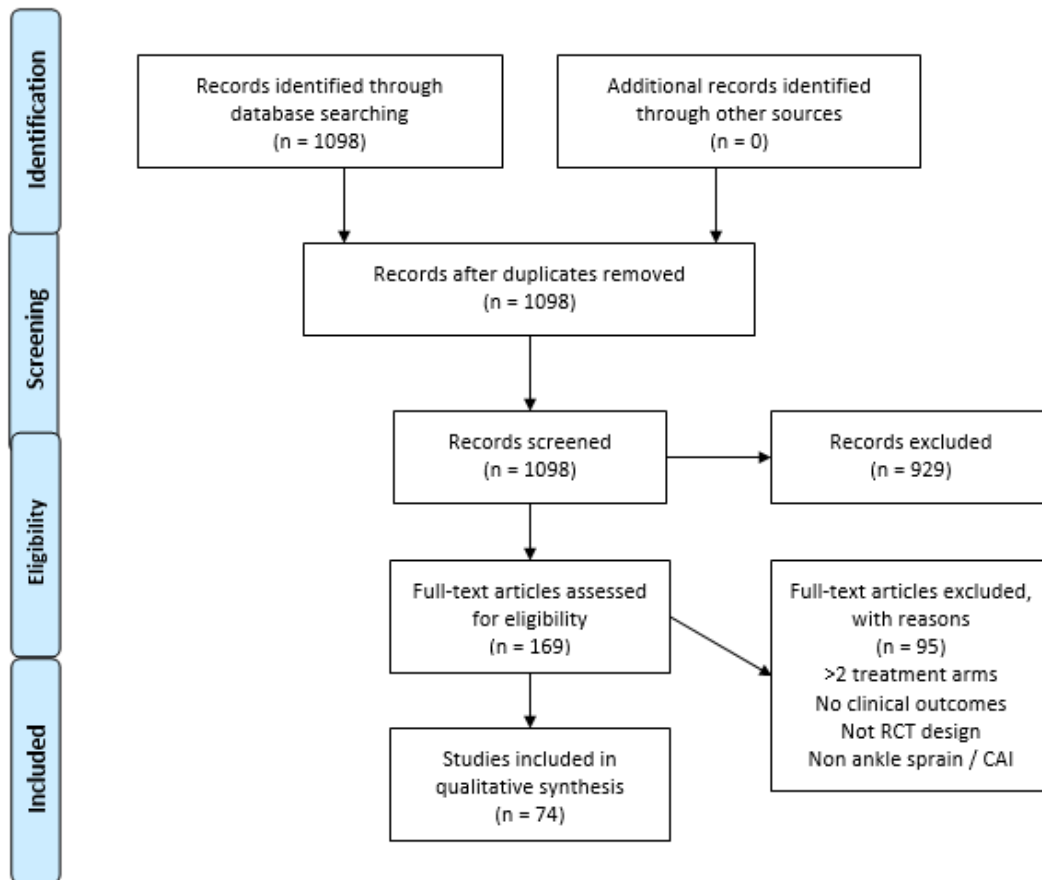 Identification
Records identified through
database searching
(n = 1098)
Additional records identified
through other sources
(n = 0)
Screening
Records after duplicates removed
(n = 1098)
Records screened
(n = 1098)
Records excluded
(n = 929)
Eligibility
Full-text articles assessed
for eligibility
(n = 169)
Full-text articles excluded,
with reasons
(n = 95)
>2 treatment arms
No clinical outcomes
Not RCT design
Non ankle sprain / CAI
Included
Studies included in
qualitative synthesis
(n = 74)